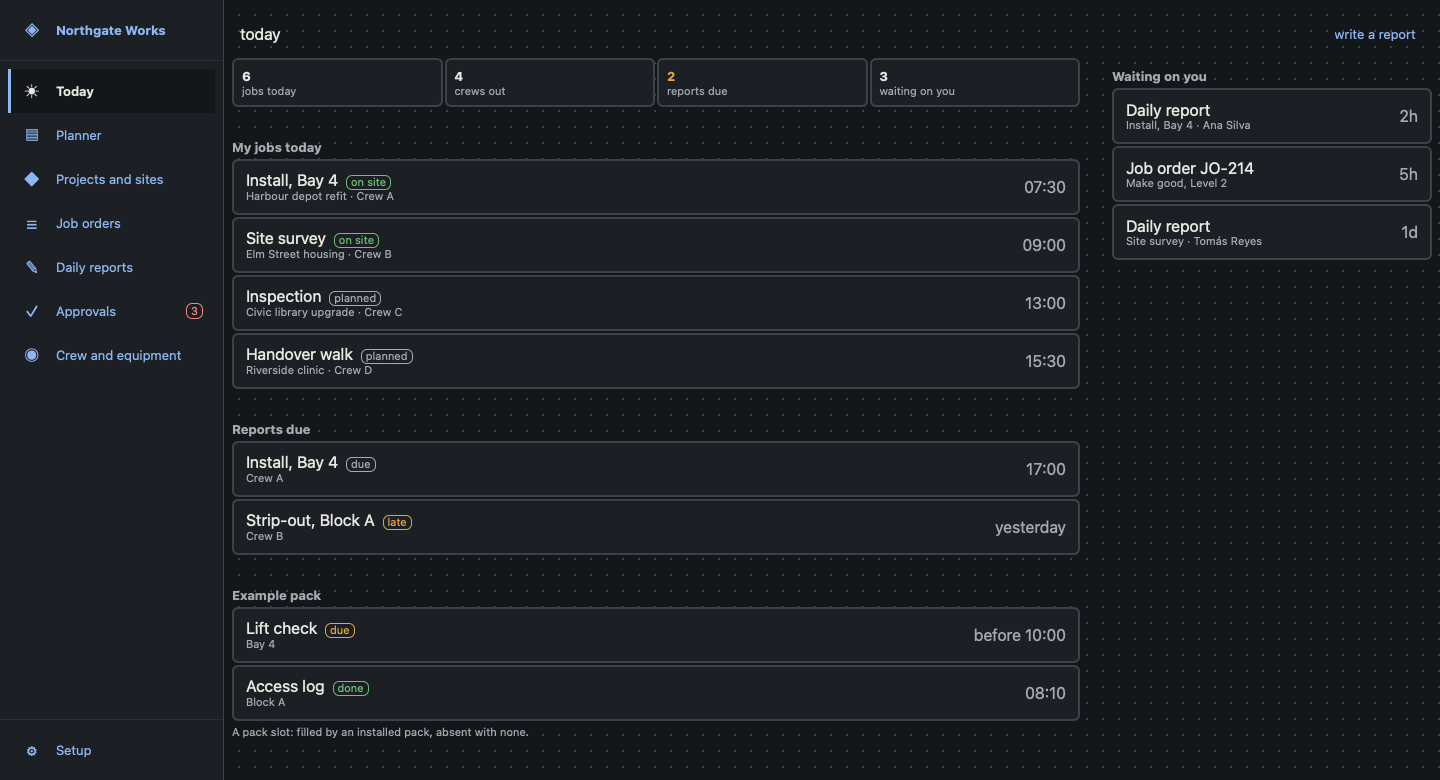 Northgate Works
Today
Planner
Projects and sites
Job orders
Daily reports
Approvals 3
Crew and equipment
Setup
today
write a report
6
jobs today
4
crews out
2
reports due
3
waiting on you
My jobs today
Install, Bay 4 on site
Harbour depot refit · Crew A
07:30
Site survey on site
Elm Street housing · Crew B
09:00
Inspection planned
Civic library upgrade · Crew C
13:00
Handover walk planned
Riverside clinic · Crew D
15:30
Reports due
Install, Bay 4 due
Crew A
17:00
Strip-out, Block A late
Crew B
yesterday
Example pack
Lift check due
Bay 4
before 10:00
Access log done
Block A
08:10
A pack slot: filled by an installed pack, absent with none.
Waiting on you
Daily report
Install, Bay 4 · Ana Silva
2h
Job order JO-214
Make good, Level 2
5h
Daily report
Site survey · Tomás Reyes
1d